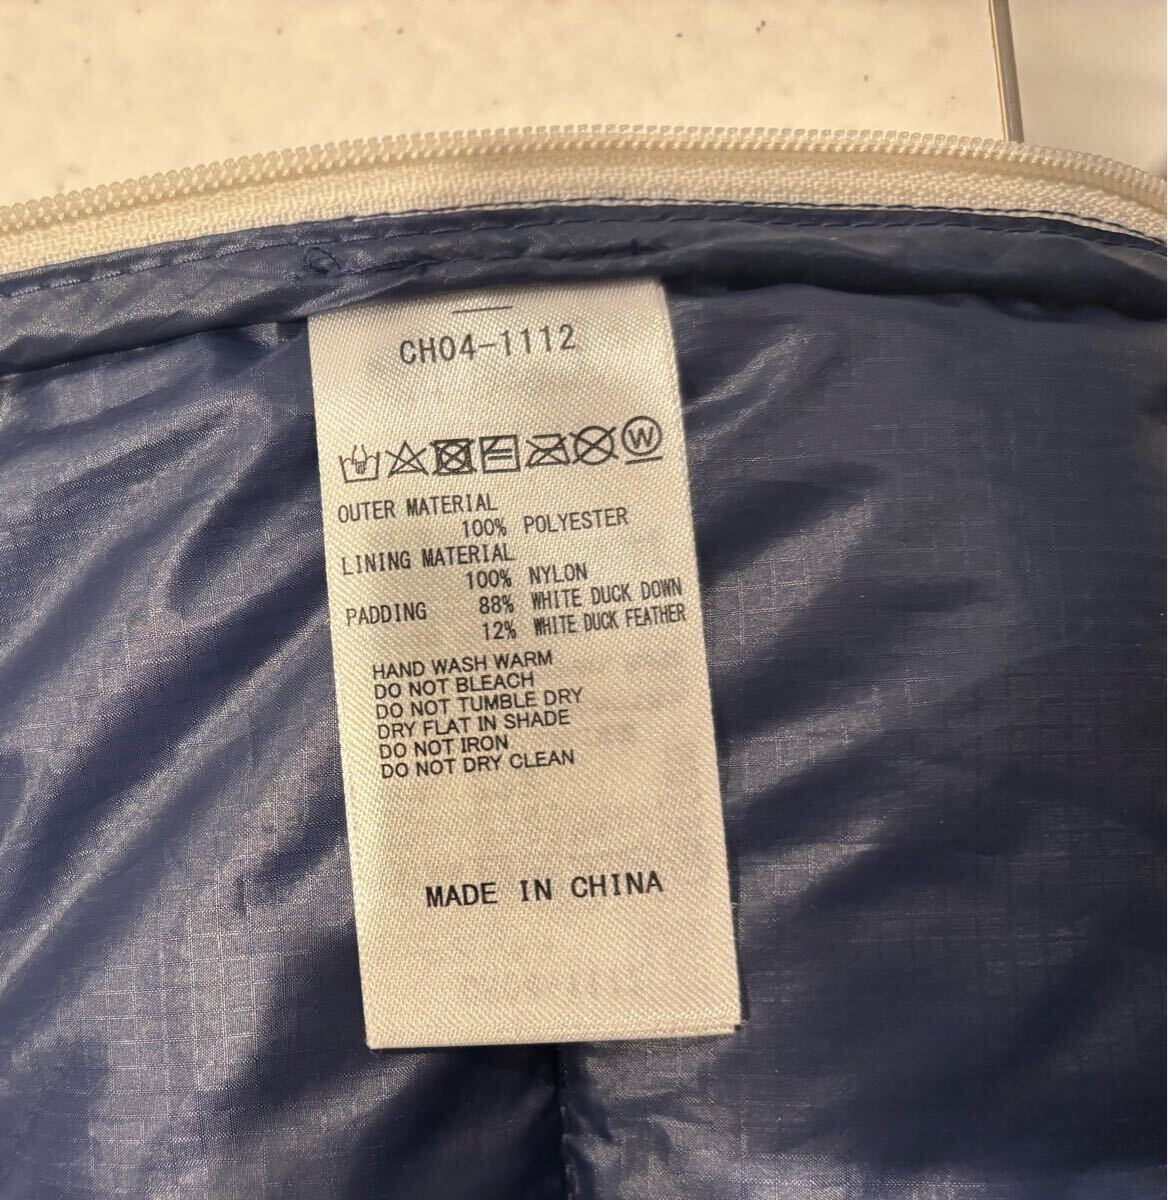 CH04-1112
W
OUTER MATERIAL
100% POLYESTER
LINING MATERIAL
100% NYLON
PADDING 88% WHITE DUCK DOWN
12% WHITE DUCK FEATHER
HAND WASH WARM
DO NOT BLEACH
DO NOT TUMBLE DRY
DRY FLAT IN SHADE
DO NOT IRON
DO NOT DRY CLEAN
MADE IN CHINA